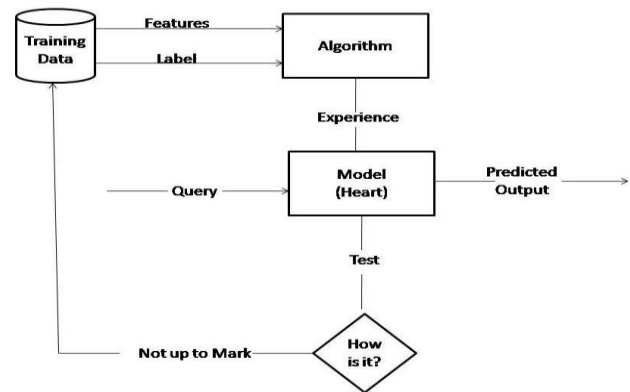 Training
Data
Features
Label
Algorithm
Experience
Query
Model
(Heart)
Predicted
Output
Test
How
is it?
Not up to Mark